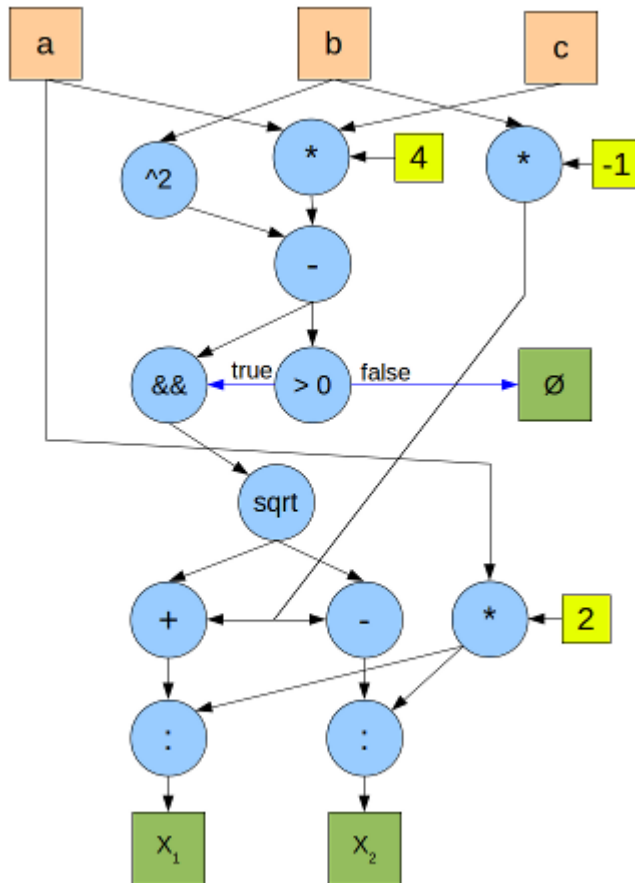 a b c
^2 * 4 * -1
-
&& true > 0 false Ø
sqrt
+ - * 2
: :
X₁ X₂